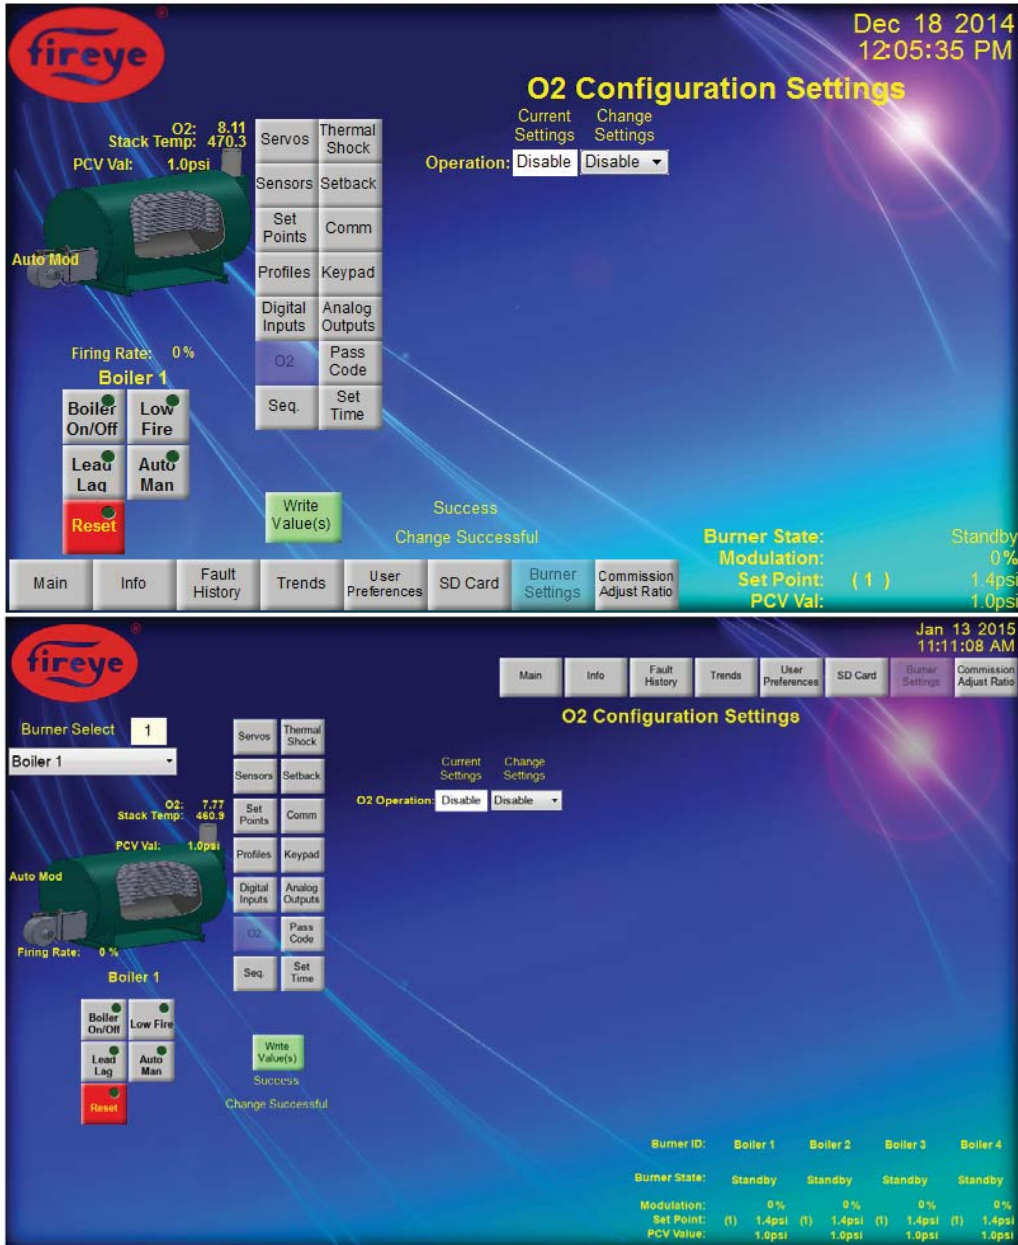 fireye®
Dec 18 2014
12:05:35 PM
O2 Configuration Settings
Current Settings
Change Settings
Operation: Disable Disable
O2: 8.11
Stack Temp: 470.3
PCV Val: 1.0psi
Auto Mod
Servos
Thermal Shock
Sensors
Setback
Set Points
Comm
Profiles
Keypad
Digital Inputs
Analog Outputs
O2
Pass Code
Seq.
Set Time
Firing Rate: 0%
Boiler 1
Boiler On/Off
Low Fire
Lead Lag
Auto Man
Reset
Write Value(s)
Success
Change Successful
Burner State: Standby
Modulation: 0%
Set Point: (1) 1.4psi
PCV Val: 1.0psi
Main
Info
Fault History
Trends
User Preferences
SD Card
Burner Settings
Commission Adjust Ratio
fireye®
Jan 13 2015
11:11:08 AM
Main
Info
Fault History
Trends
User Preferences
SD Card
Burner Settings
Commission Adjust Ratio
O2 Configuration Settings
Burner Select 1
Boiler 1
Current Settings
Change Settings
O2 Operation: Disable Disable
O2: 7.77
Stack Temp: 460.9
PCV Val: 1.0psi
Auto Mod
Firing Rate: 0 %
Boiler 1
Servos
Thermal Shock
Sensors
Setback
Set Points
Comm
Profiles
Keypad
Digital Inputs
Analog Outputs
O2
Pass Code
Seq.
Set Time
Boiler On/Off
Low Fire
Lead Lag
Auto Man
Reset
Write Value(s)
Success
Change Successful
Burner ID: Boiler 1 Boiler 2 Boiler 3 Boiler 4
Burner State: Standby Standby Standby Standby
Modulation: 0% 0% 0% 0%
Set Point: (1) 1.4psi (1) 1.4psi (1) 1.4psi (1) 1.4psi
PCV Value: 1.0psi 1.0psi 1.0psi 1.0psi